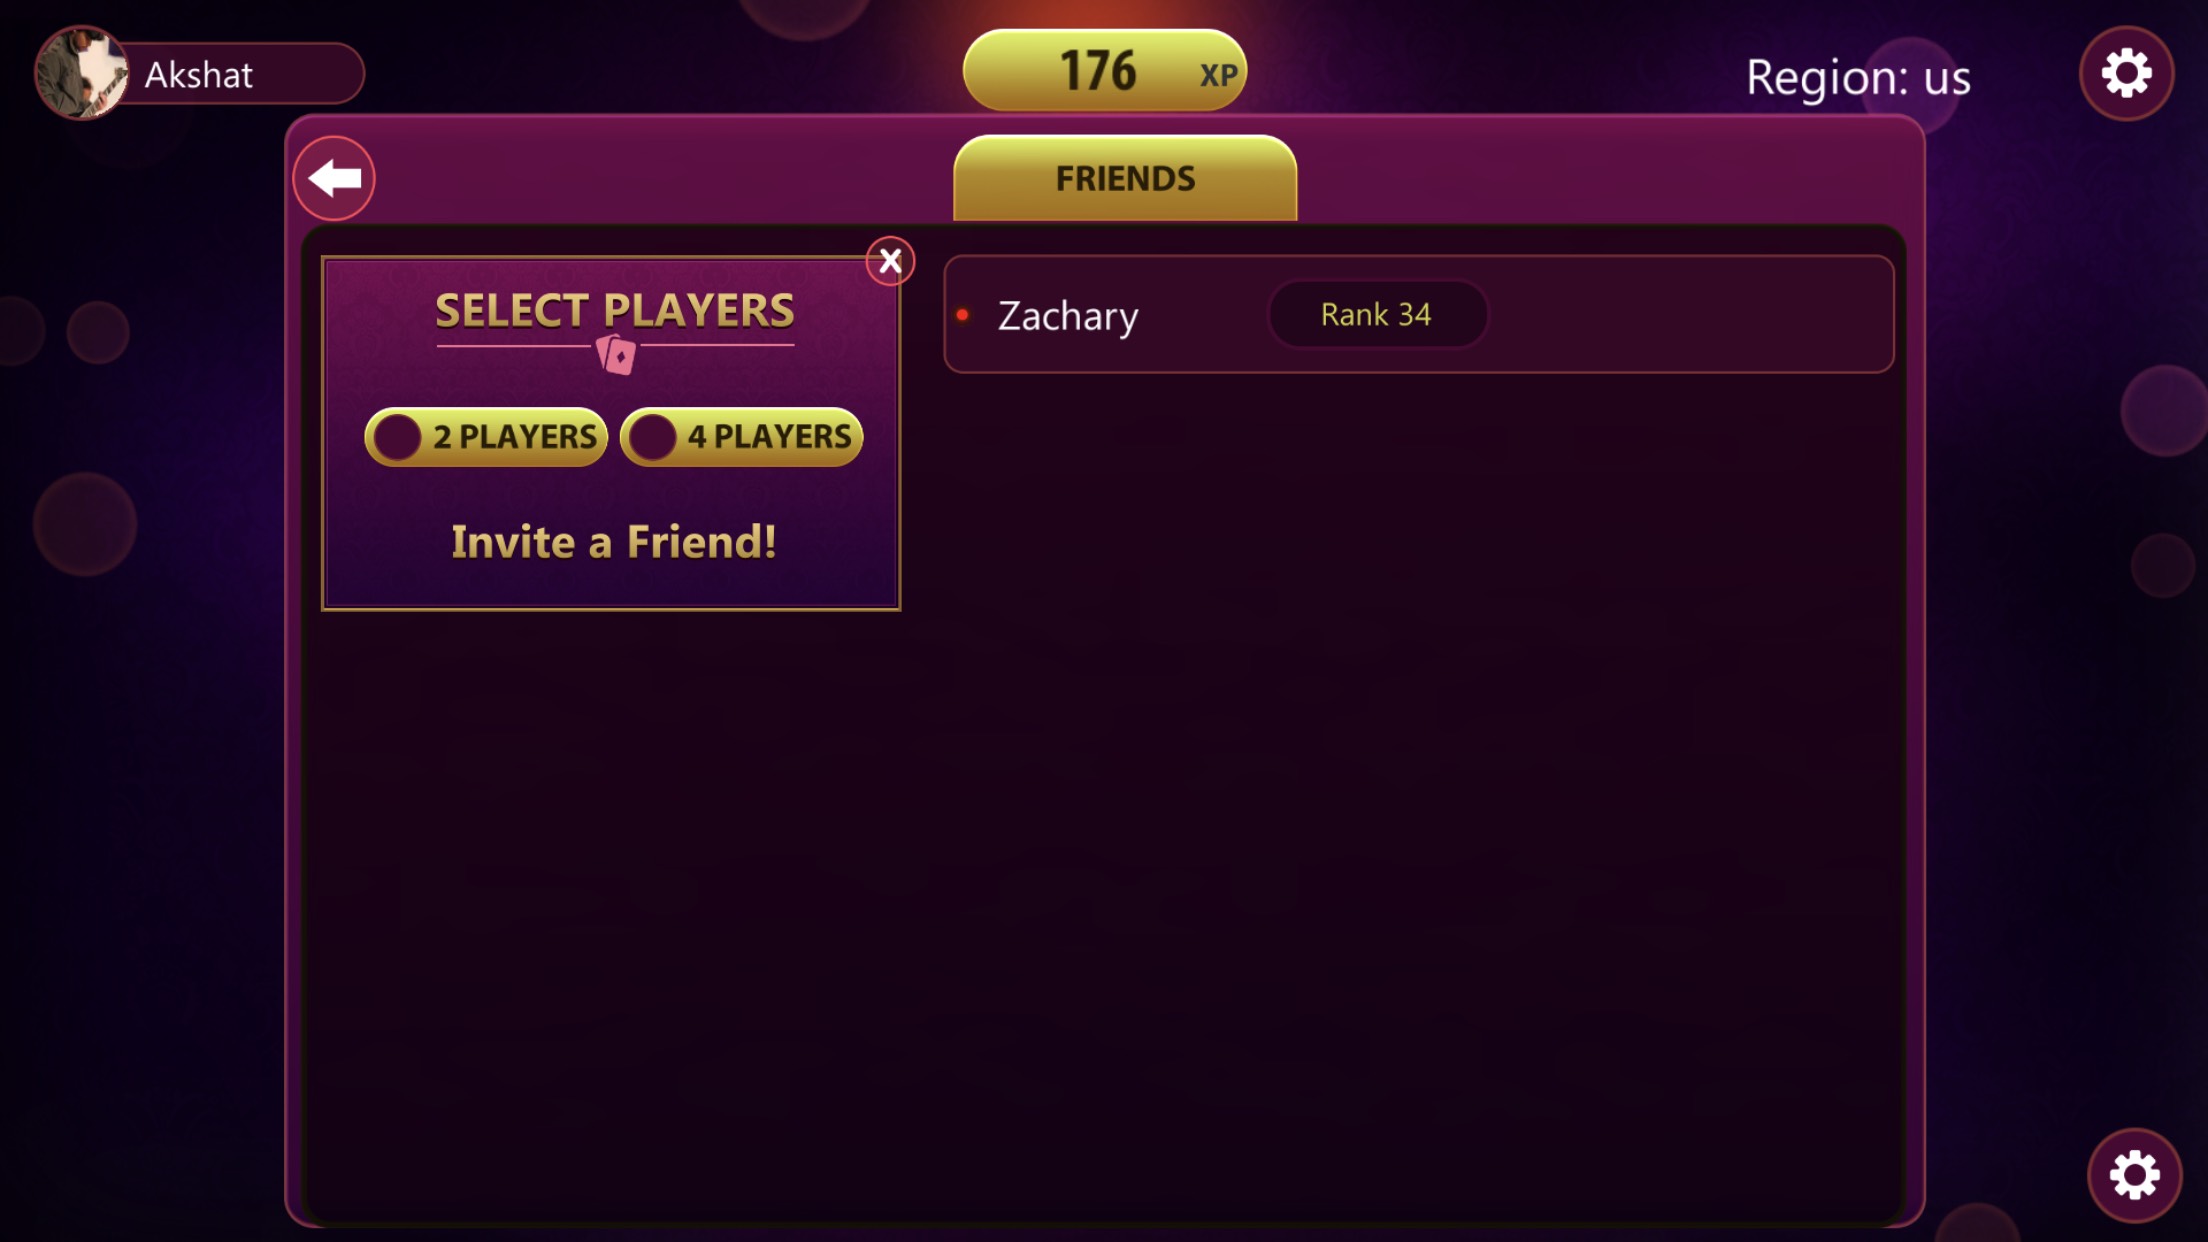 Akshat
176 XP
Region: us
FRIENDS
X
SELECT PLAYERS
2 PLAYERS
4 PLAYERS
Invite a Friend!
Zachary
Rank 34